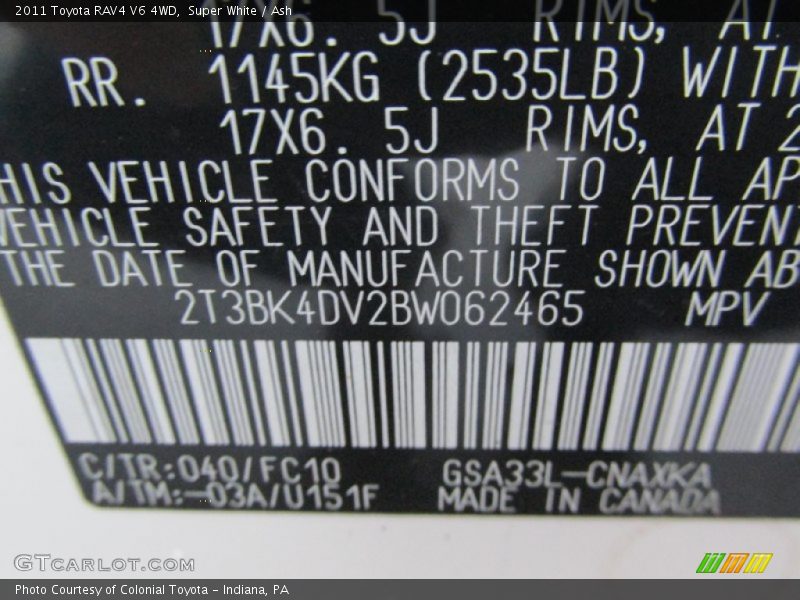 2011 Toyota RAV4 V6 4WD, Super White / Ash
17X6. 5J RIMS, AT
RR. 1145KG (2535LB) WITH
17X6. 5J RIMS, AT 2
HIS VEHICLE CONFORMS TO ALL AP
VEHICLE SAFETY AND THEFT PREVENT
THE DATE OF MANUFACTURE SHOWN AB
2T3BK4DV2BW062465 MPV
C/TR:040/FC10 GSA33L-CNAXKA
A/TM:-03A/U151F MADE IN CANADA
GTCARLOT.COM
Photo Courtesy of Colonial Toyota - Indiana, PA